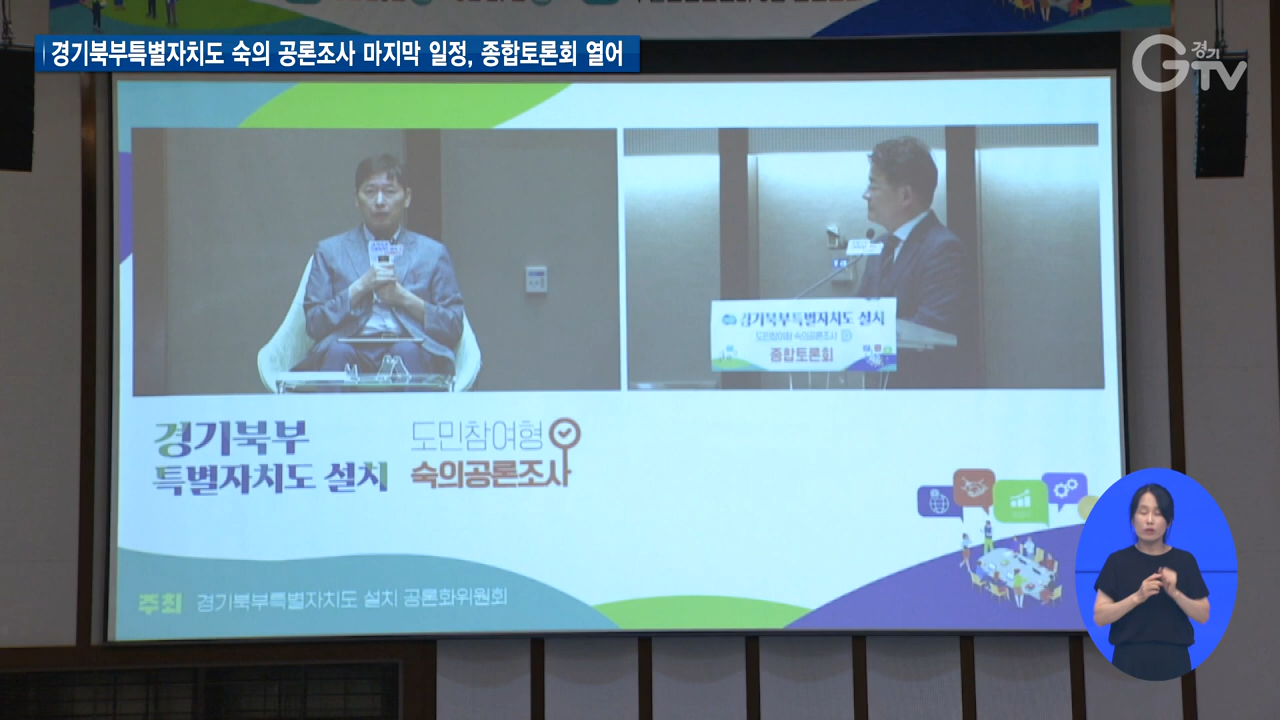 경기북부특별자치도 숙의 공론조사 마지막 일정, 종합토론회 열어
G경기TV
경기북부특별자치도 설치
도민참여형 숙의공론조사
종합토론회
경기북부
특별자치도 설치
도민참여형
숙의공론조사
주최 경기북부특별자치도 설치 공론화위원회